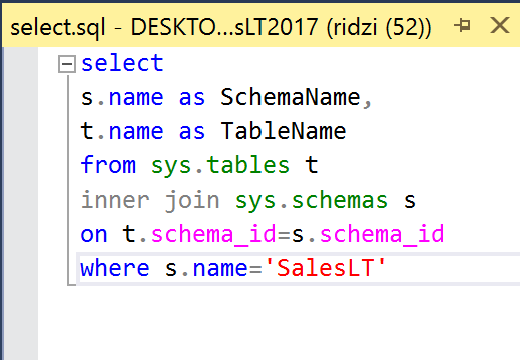 select.sql - DESKTO...sLT2017 (ridzi (52))
select
s.name as SchemaName,
t.name as TableName
from sys.tables t
inner join sys.schemas s
on t.schema_id=s.schema_id
where s.name='SalesLT'